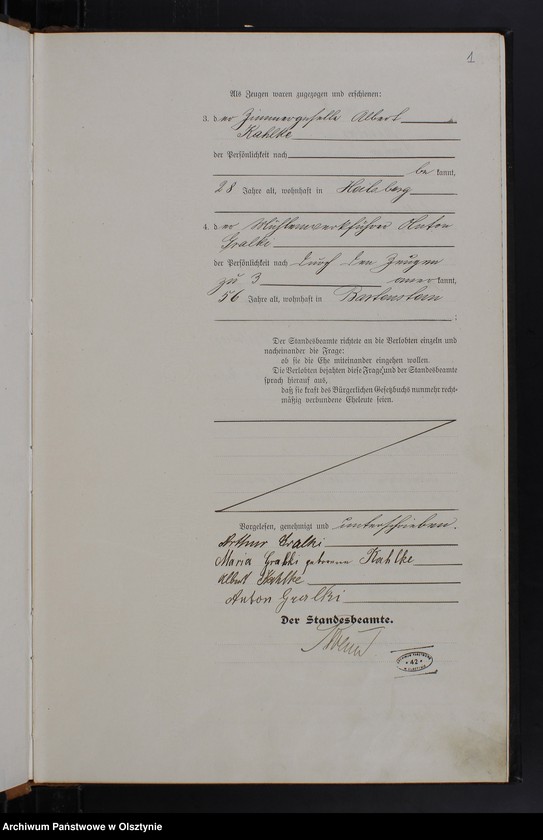 1
Als Zeugen waren zugezogen und erschienen:
3. der Zimmergeselle Albert
Kahlke
der Persönlichkeit nach
be kannt,
28 Jahre alt, wohnhaft in Heilsberg
4. der Mühlenwerkführer Anton
Gralki
der Persönlichkeit nach durch den Zeugen
zu 3 aner kannt,
56 Jahre alt, wohnhaft in Bartenstein
;
Der Standesbeamte richtete an die Verlobten einzeln und
nacheinander die Frage:
ob sie die Ehe miteinander eingehen wollen.
Die Verlobten bejahten diese Frage und der Standesbeamte
sprach hierauf aus,
daß sie kraft des Bürgerlichen Gesetzbuchs nunmehr recht-
mäßig verbundene Eheleute seien.
Vorgelesen, genehmigt und unterschrieben.
Arthur Gralki
Maria Gralki geborene Kahlke
Albert Kahlke
Anton Gralki
Der Standesbeamte.
* 42 *
Archiwum Państwowe w Olsztynie